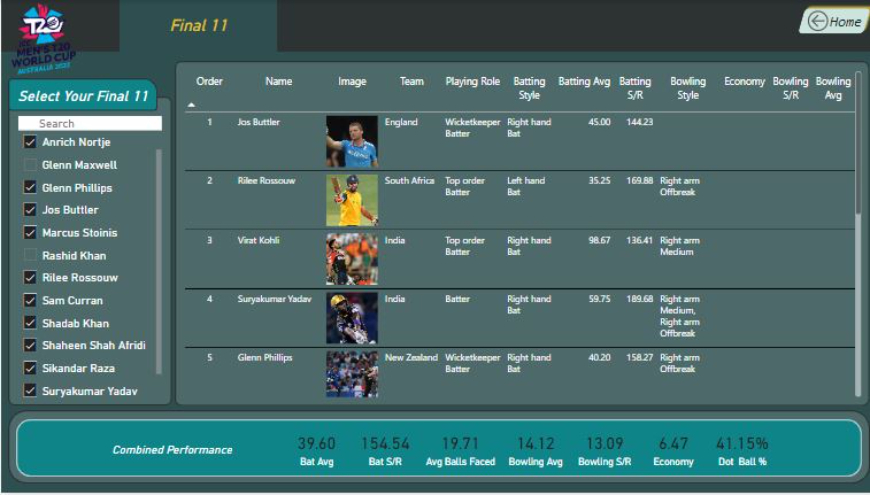 T20
ICC
MEN'S T20
WORLD CUP
AUSTRALIA 2022
Final 11
Home
Select Your Final 11
Search
Anrich Nortje
Glenn Maxwell
Glenn Phillips
Jos Buttler
Marcus Stoinis
Rashid Khan
Rilee Rossouw
Sam Curran
Shadab Khan
Shaheen Shah Afridi
Sikandar Raza
Suryakumar Yadav
Order Name Image Team Playing Role Batting Style Batting Avg Batting S/R Bowling Style Economy Bowling S/R Bowling Avg
1 Jos Buttler England Wicketkeeper Batter Right hand Bat 45.00 144.23
2 Rilee Rossouw South Africa Top order Batter Left hand Bat 35.25 169.88 Right arm Offbreak
3 Virat Kohli India Top order Batter Right hand Bat 98.67 136.41 Right arm Medium
4 Suryakumar Yadav India Batter Right hand Bat 59.75 189.68 Right arm Medium, Right arm Offbreak
5 Glenn Phillips New Zealand Wicketkeeper Batter Right hand Bat 40.20 158.27 Right arm Offbreak
Combined Performance
39.60 154.54 19.71 14.12 13.09 6.47 41.15%
Bat Avg Bat S/R Avg Balls Faced Bowling Avg Bowling S/R Economy Dot Ball %